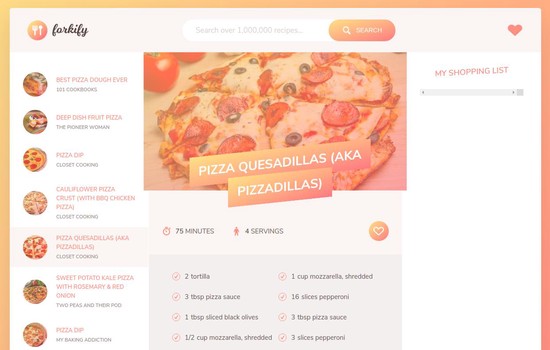 forkify
Search over 1,000,000 recipes...
SEARCH
BEST PIZZA DOUGH EVER
101 COOKBOOKS
DEEP DISH FRUIT PIZZA
THE PIONEER WOMAN
PIZZA DIP
CLOSET COOKING
CAULIFLOWER PIZZA
CRUST (WITH BBQ CHICKEN
PIZZA)
CLOSET COOKING
PIZZA QUESADILLAS (AKA
PIZZADILLAS)
CLOSET COOKING
SWEET POTATO KALE PIZZA
WITH ROSEMARY & RED
ONION
TWO PEAS AND THEIR POD
PIZZA DIP
MY BAKING ADDICTION
PIZZA QUESADILLAS (AKA
PIZZADILLAS)
75 MINUTES
4 SERVINGS
2 tortilla
1 cup mozzarella, shredded
3 tbsp pizza sauce
16 slices pepperoni
1 tbsp sliced black olives
3 tbsp pizza sauce
1/2 cup mozzarella, shredded
3 slices pepperoni
MY SHOPPING LIST